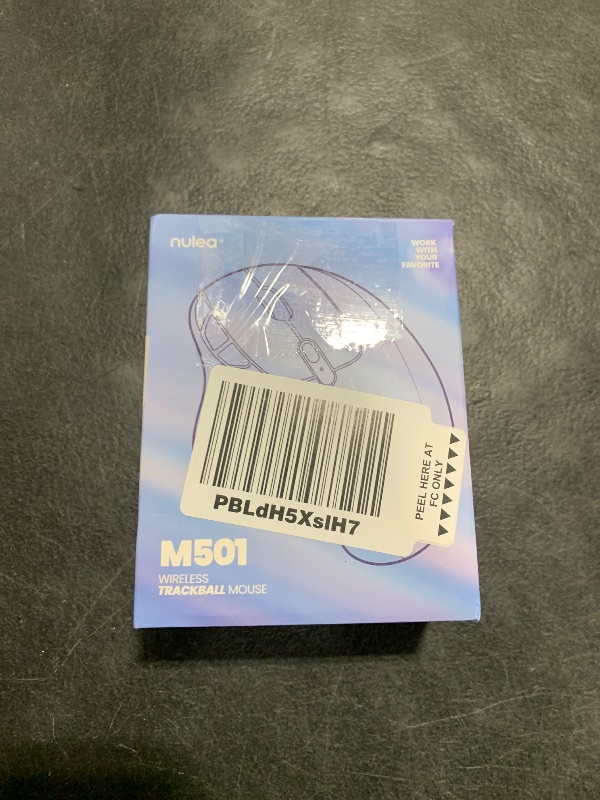 nulea®
WORK
WITH
YOUR
FAVORITE
PBLdH5XslH7
PEEL HERE AT
FC ONLY
M501
WIRELESS
TRACKBALL MOUSE